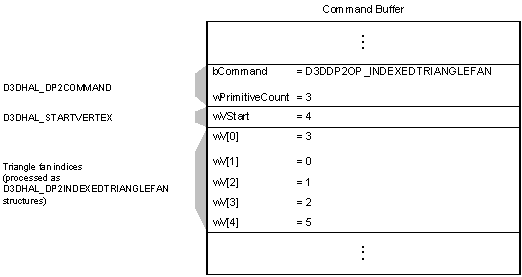 Command Buffer
⋮
bCommand = D3DDP2OP_INDEXEDTRIANGLEFAN
D3DHAL_DP2COMMAND
wPrimitiveCount = 3
D3DHAL_STARTVERTEX
wVStart = 4
wV[0] = 3
wV[1] = 0
Triangle fan indices
(processed as
D3DHAL_DP2INDEXEDTRIANGLEFAN
structures)
wV[2] = 1
wV[3] = 2
wV[4] = 5
⋮